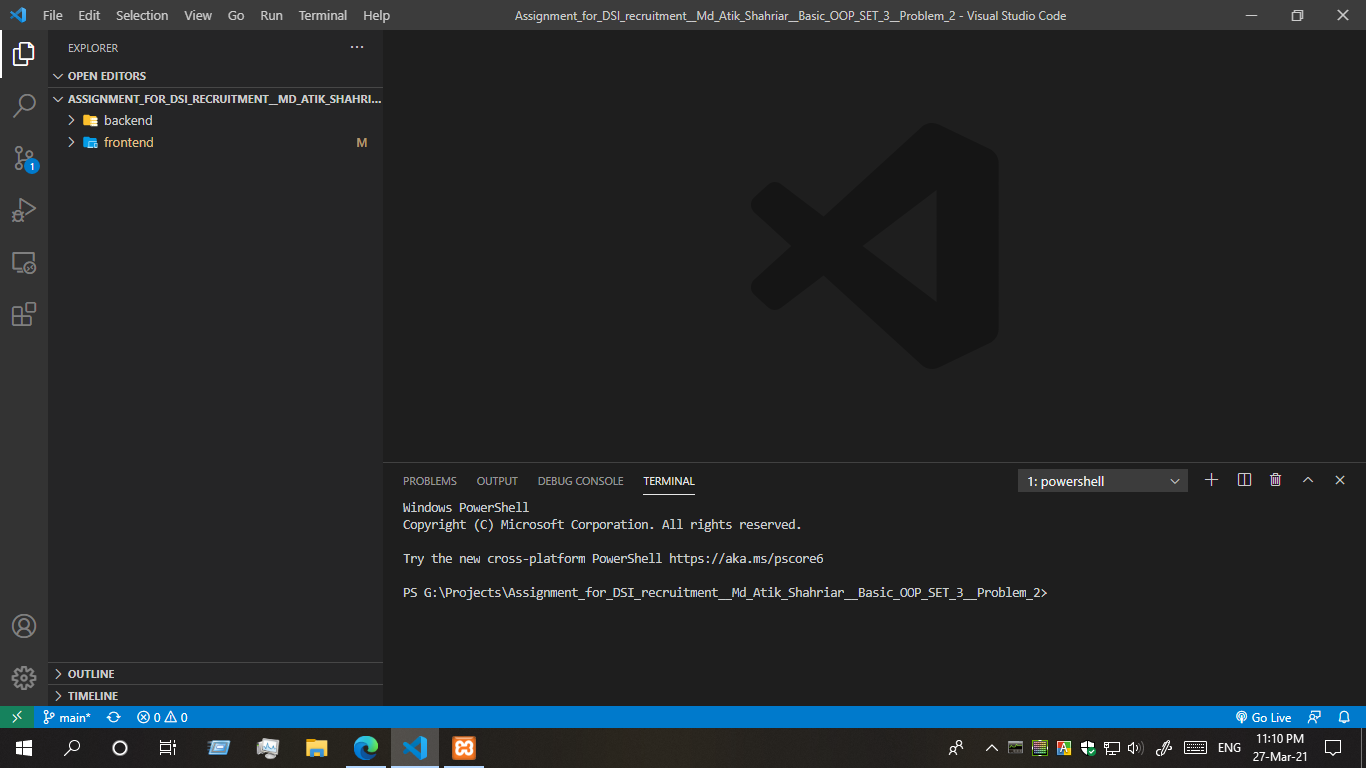 File Edit Selection View Go Run Terminal Help
Assignment_for_DSI_recruitment__Md_Atik_Shahriar__Basic_OOP_SET_3__Problem_2 - Visual Studio Code
EXPLORER
OPEN EDITORS
ASSIGNMENT_FOR_DSI_RECRUITMENT__MD_ATIK_SHAHRI...
backend
frontend M
1
OUTLINE
TIMELINE
PROBLEMS OUTPUT DEBUG CONSOLE TERMINAL
1: powershell
Windows PowerShell
Copyright (C) Microsoft Corporation. All rights reserved.
Try the new cross-platform PowerShell https://aka.ms/pscore6
PS G:\Projects\Assignment_for_DSI_recruitment__Md_Atik_Shahriar__Basic_OOP_SET_3__Problem_2>
main* 0 0 Go Live
ENG
11:10 PM
27-Mar-21